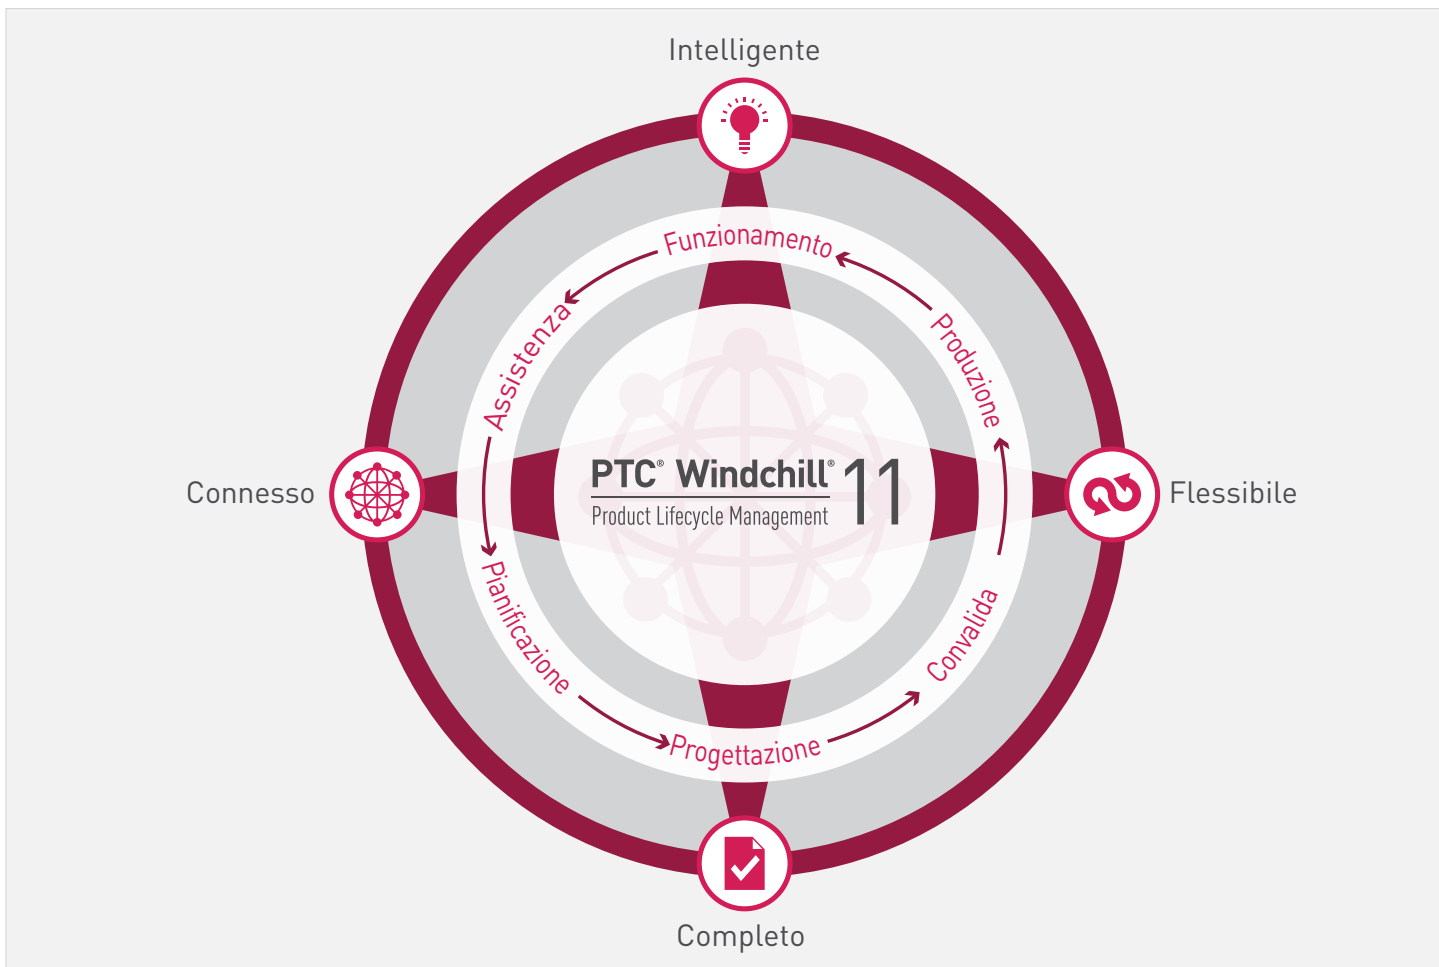 Intelligente
Funzionamento
Assistenza
Produzione
Connesso
PTC® Windchill® 11
Product Lifecycle Management
Flessibile
Pianificazione
Convalida
Progettazione
Completo